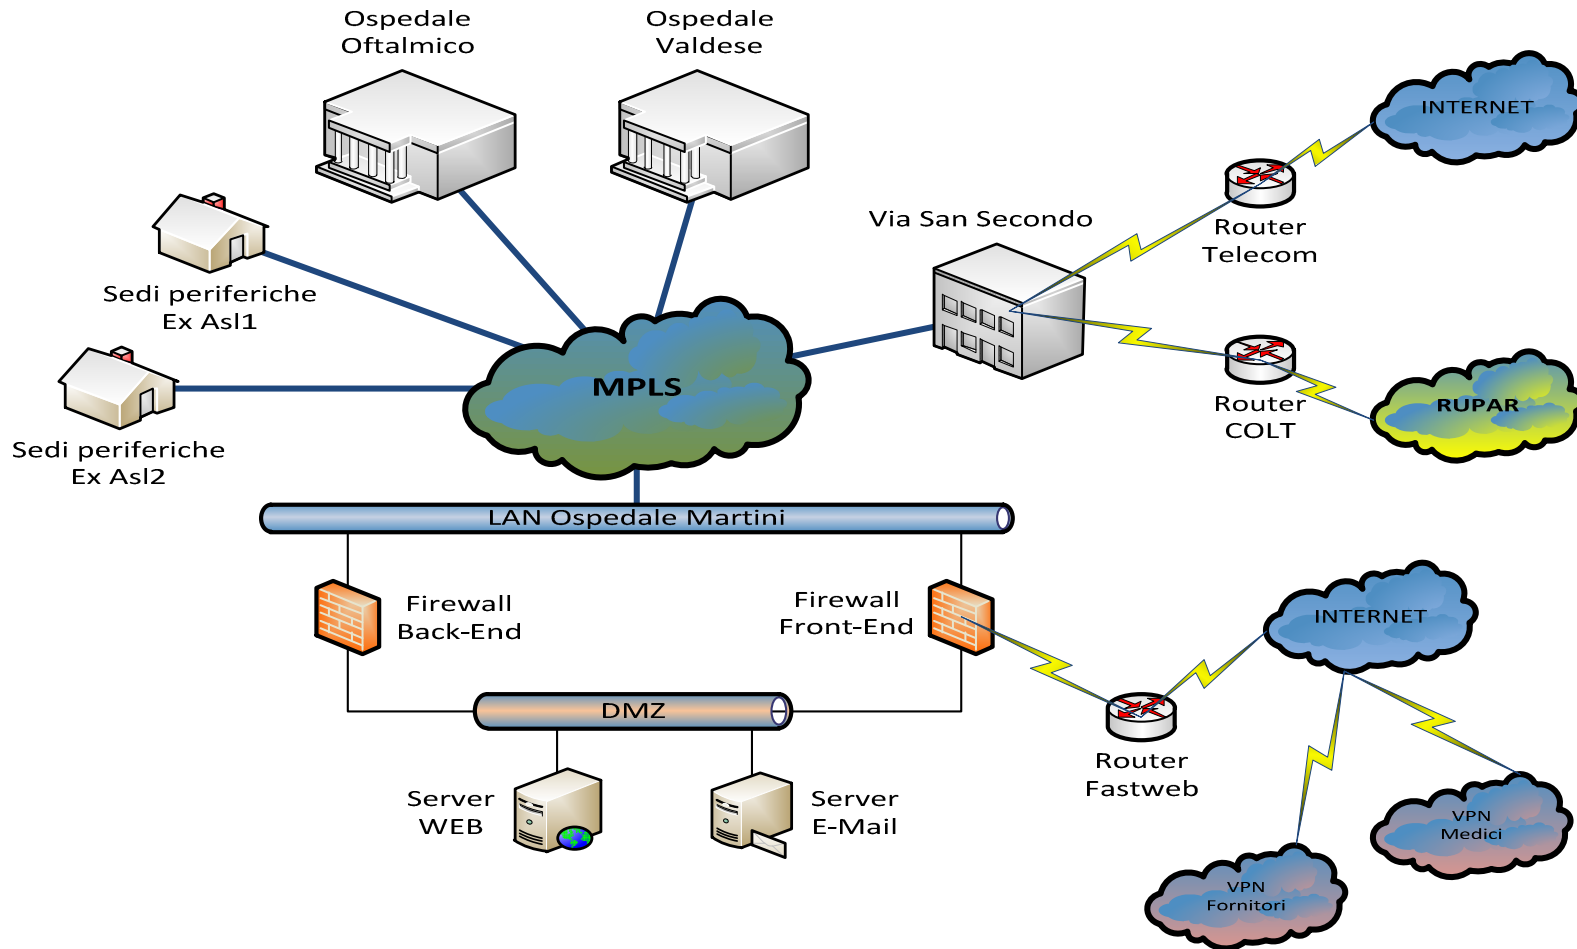 Ospedale
Oftalmico
Ospedale
Valdese
INTERNET
Via San Secondo
Router
Telecom
Sedi periferiche
Ex Asl1
MPLS
Router
COLT
RUPAR
Sedi periferiche
Ex Asl2
LAN Ospedale Martini
Firewall
Back-End
Firewall
Front-End
INTERNET
DMZ
Router
Fastweb
Server
WEB
Server
E-Mail
VPN
Medici
VPN
Fornitori